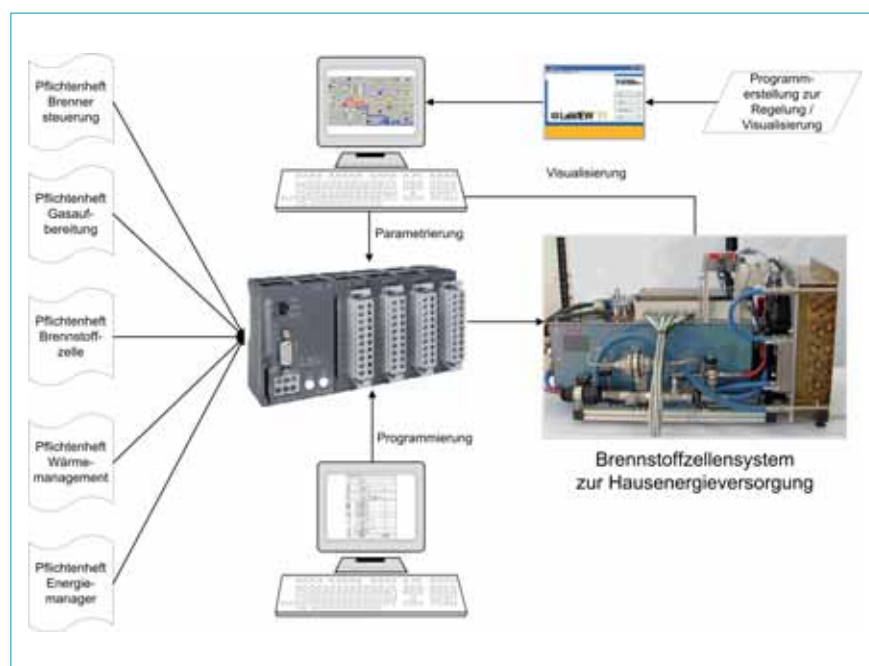 Pflichtenheft
Brenner
steuerung
Pflichtenheft
Gasauf-
bereitung
Pflichtenheft
Brennstoff-
zelle
Pflichtenheft
Wärme-
management
Pflichtenheft
Energie-
manager
LabVIEW
Programm-
erstellung zur
Regelung /
Visualisierung
Visualisierung
Parametrierung
Programmierung
Brennstoffzellensystem
zur Hausenergieversorgung